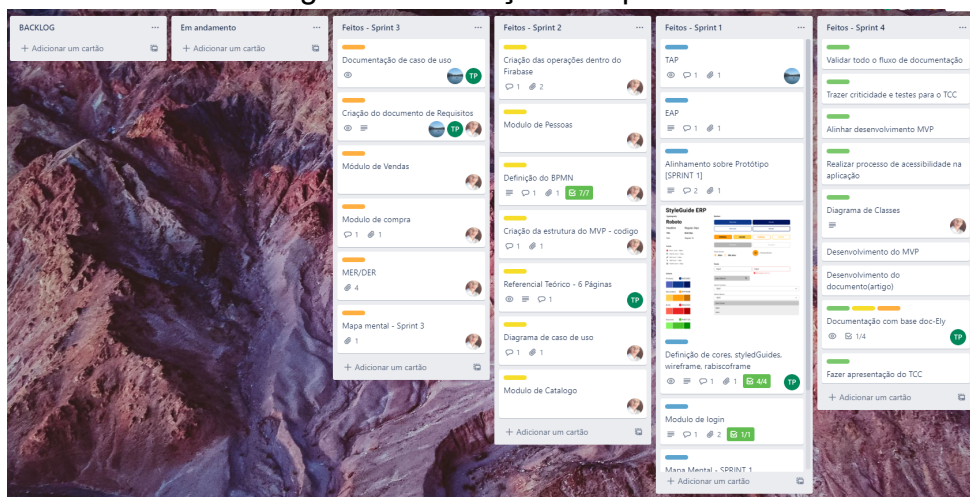 BACKLOG
+ Adicionar um cartão
Em andamento
+ Adicionar um cartão
Feitos - Sprint 3
Documentação de caso de uso
TP
Criação do documento de Requisitos
TP
Módulo de Vendas
Modulo de compra
1 1
MER/DER
4
Mapa mental - Sprint 3
1
+ Adicionar um cartão
Feitos - Sprint 2
Criação das operações dentro do
Firabase
1 2
Modulo de Pessoas
Definição do BPMN
1 1 7/7
Criação da estrutura do MVP - codigo
1 1
Referencial Teórico - 6 Páginas
1 TP
Diagrama de caso de uso
1 1
Modulo de Catalogo
+ Adicionar um cartão
Feitos - Sprint 1
TAP
1 1
EAP
1 1
Alinhamento sobre Protótipo
[SPRINT 1]
2 1
StyleGuide ERP
Roboto
Definição de cores, styledGuides,
wireframe, rabiscoframe
1 1 4/4 TP
Modulo de login
1 2 1/1
Mapa Mental - SPRINT 1
+ Adicionar um cartão
Feitos - Sprint 4
Validar todo o fluxo de documentação
Trazer criticidade e testes para o TCC
Alinhar desenvolvimento MVP
Realizar processo de acessibilidade na
aplicação
Diagrama de Classes
Desenvolvimento do MVP
Desenvolvimento do
documento(artigo)
Documentação com base doc-Ely
1/4 TP
Fazer apresentação do TCC
+ Adicionar um cartão